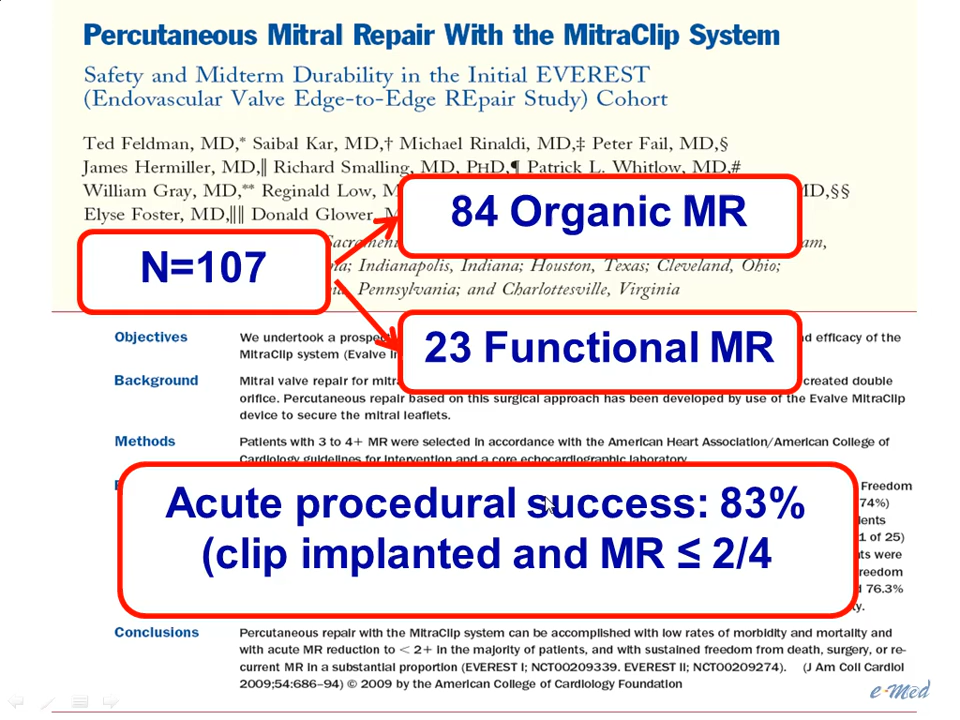 Percutaneous Mitral Repair With the MitraClip System
Safety and Midterm Durability in the Initial EVEREST
(Endovascular Valve Edge-to-Edge REpair Study) Cohort
Ted Feldman, MD,* Saibal Kar, MD,† Michael Rinaldi, MD,‡ Peter Fail, MD,§
James Hermiller, MD,‖ Richard Smalling, MD, PHD,¶ Patrick L. Whitlow, MD,#
William Gray, MD,** Reginald Low, MD,§§
Elyse Foster, MD,‖‖ Donald Glower,
84 Organic MR
N=107
Indianapolis, Indiana; Houston, Texas; Cleveland, Ohio;
Pennsylvania; and Charlottesville, Virginia
23 Functional MR
Objectives We undertook a efficacy of the
MitraClip system (Evalve
Background Mitral valve repair for created double
orifice. Percutaneous repair based on this surgical approach has been developed by use of the Evalve MitraClip
device to secure the mitral leaflets.
Methods Patients with 3 to 4+ MR were selected in accordance with the American Heart Association/American College of
Cardiology guidelines for intervention and a core echocardiographic laboratory.
Freedom
74%)
1 of 25)
were
76.3%
Acute procedural success: 83%
(clip implanted and MR ≤ 2/4
Conclusions Percutaneous repair with the MitraClip system can be accomplished with low rates of morbidity and mortality and
with acute MR reduction to < 2+ in the majority of patients, and with sustained freedom from death, surgery, or re-
current MR in a substantial proportion (EVEREST I; NCT00209339. EVEREST II; NCT00209274). (J Am Coll Cardiol
2009;54:686–94) © 2009 by the American College of Cardiology Foundation
e-Med